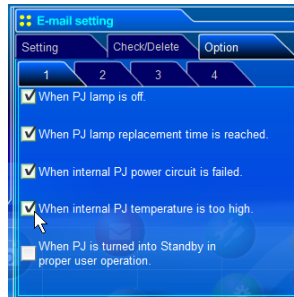 E-mail setting
Setting Check/Delete Option
1 2 3 4
When PJ lamp is off.
When PJ lamp replacement time is reached.
When internal PJ power circuit is failed.
When internal PJ temperature is too high.
When PJ is turned into Standby in
proper user operation.